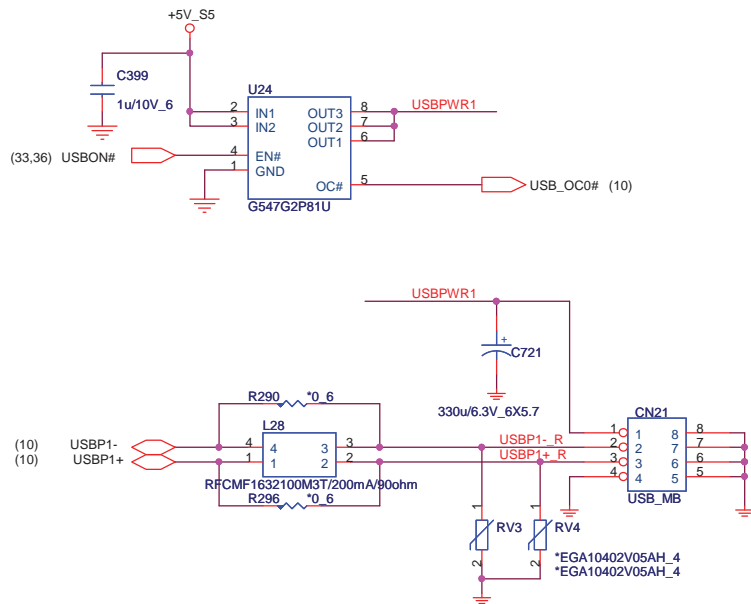 +5V_S5
C399
1u/10V_6
U24
2 IN1 OUT3 8 USBPWR1
3 IN2 OUT2 7
OUT1 6
(33,36) USBON# 4 EN#
1 GND
OC# 5 USB_OC0# (10)
G547G2P81U
USBPWR1
+
C721
330u/6.3V_6X5.7
R290 *0_6
L28
CN21
1 1 8 8
(10) USBP1- 4 4 3 3 USBP1-_R 2 2 7 7
(10) USBP1+ 1 1 2 2 USBP1+_R 3 3 6 6
4 4 5 5
RFCMF1632100M3T/200mA/90ohm
USB_MB
R296 *0_6
1 1
RV3 RV4
2 2
*EGA10402V05AH_4
*EGA10402V05AH_4